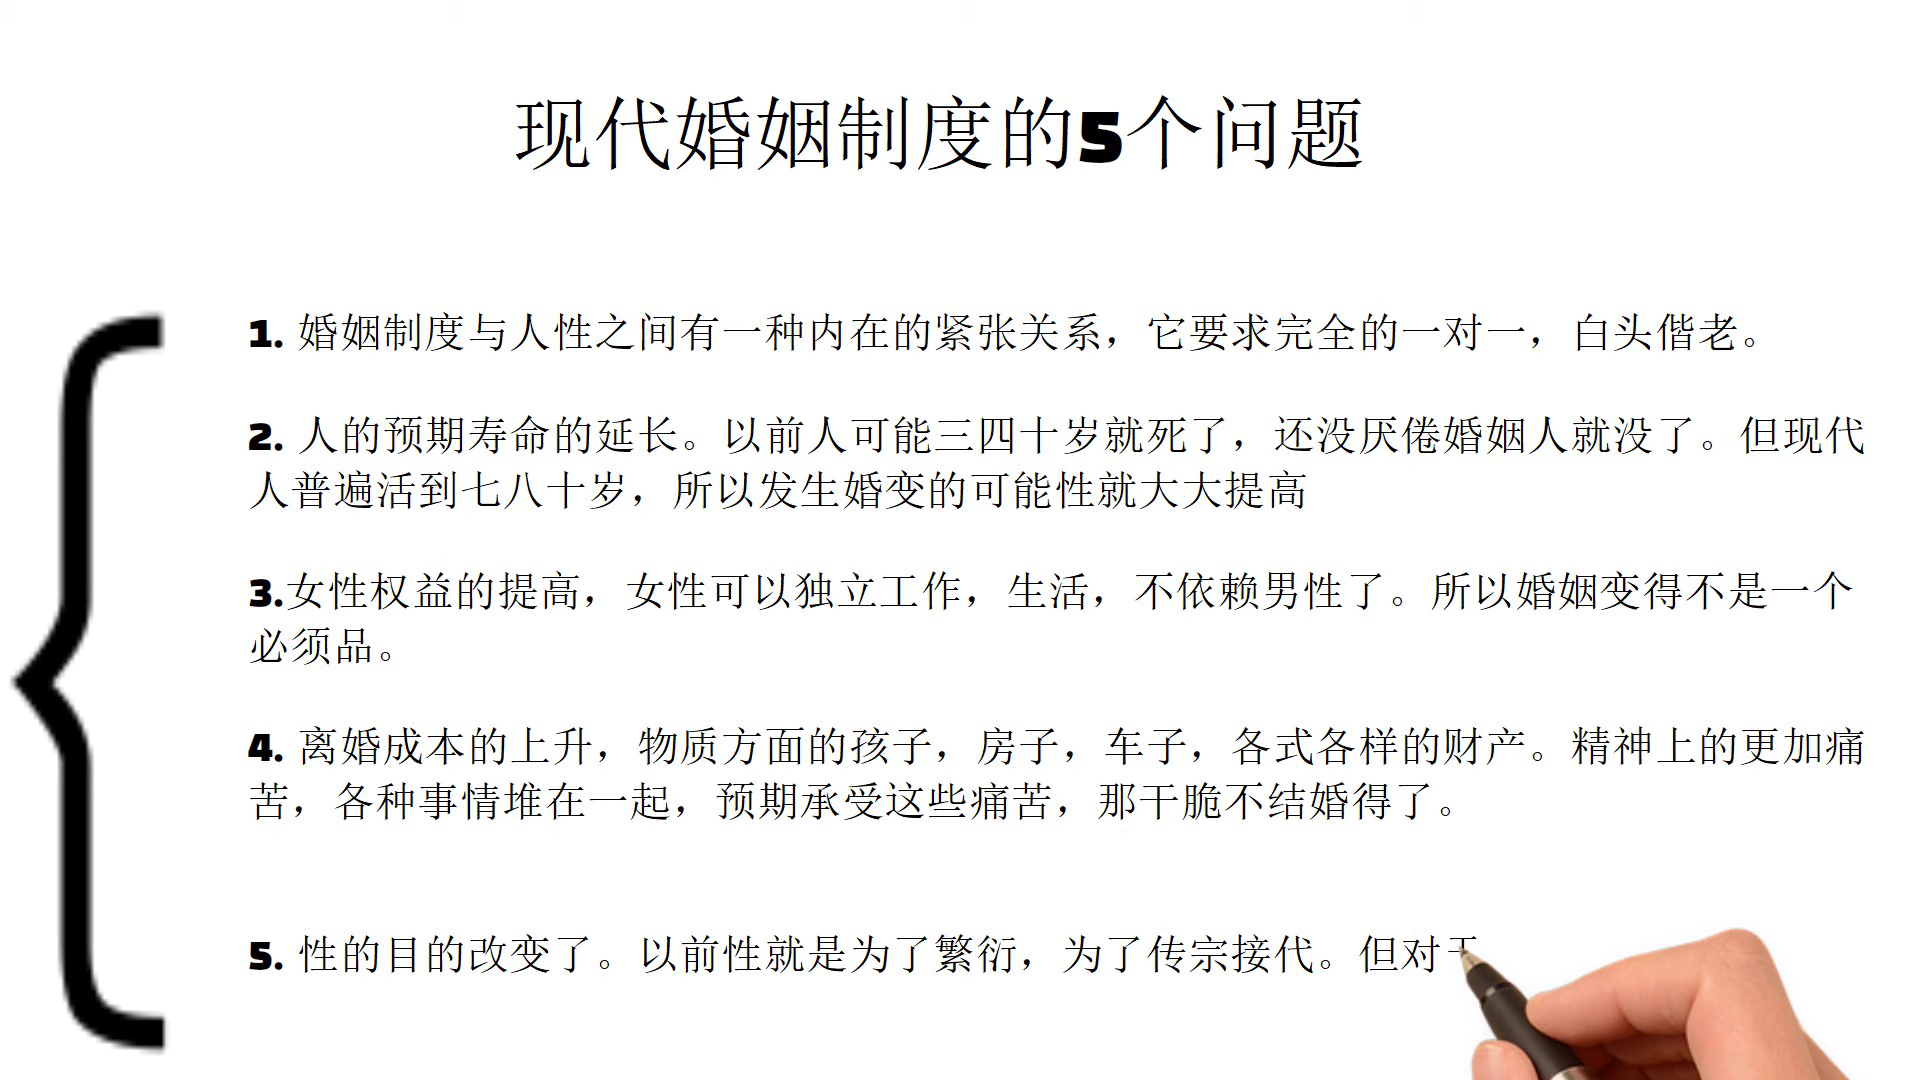 现代婚姻制度的5个问题
1. 婚姻制度与人性之间有一种内在的紧张关系，它要求完全的一对一，白头偕老。
2. 人的预期寿命的延长。以前人可能三四十岁就死了，还没厌倦婚姻人就没了。但现代
人普遍活到七八十岁，所以发生婚变的可能性就大大提高
3.女性权益的提高，女性可以独立工作，生活，不依赖男性了。所以婚姻变得不是一个
必须品。
4. 离婚成本的上升，物质方面的孩子，房子，车子，各式各样的财产。精神上的更加痛
苦，各种事情堆在一起，预期承受这些痛苦，那干脆不结婚得了。
5. 性的目的改变了。以前性就是为了繁衍，为了传宗接代。但对